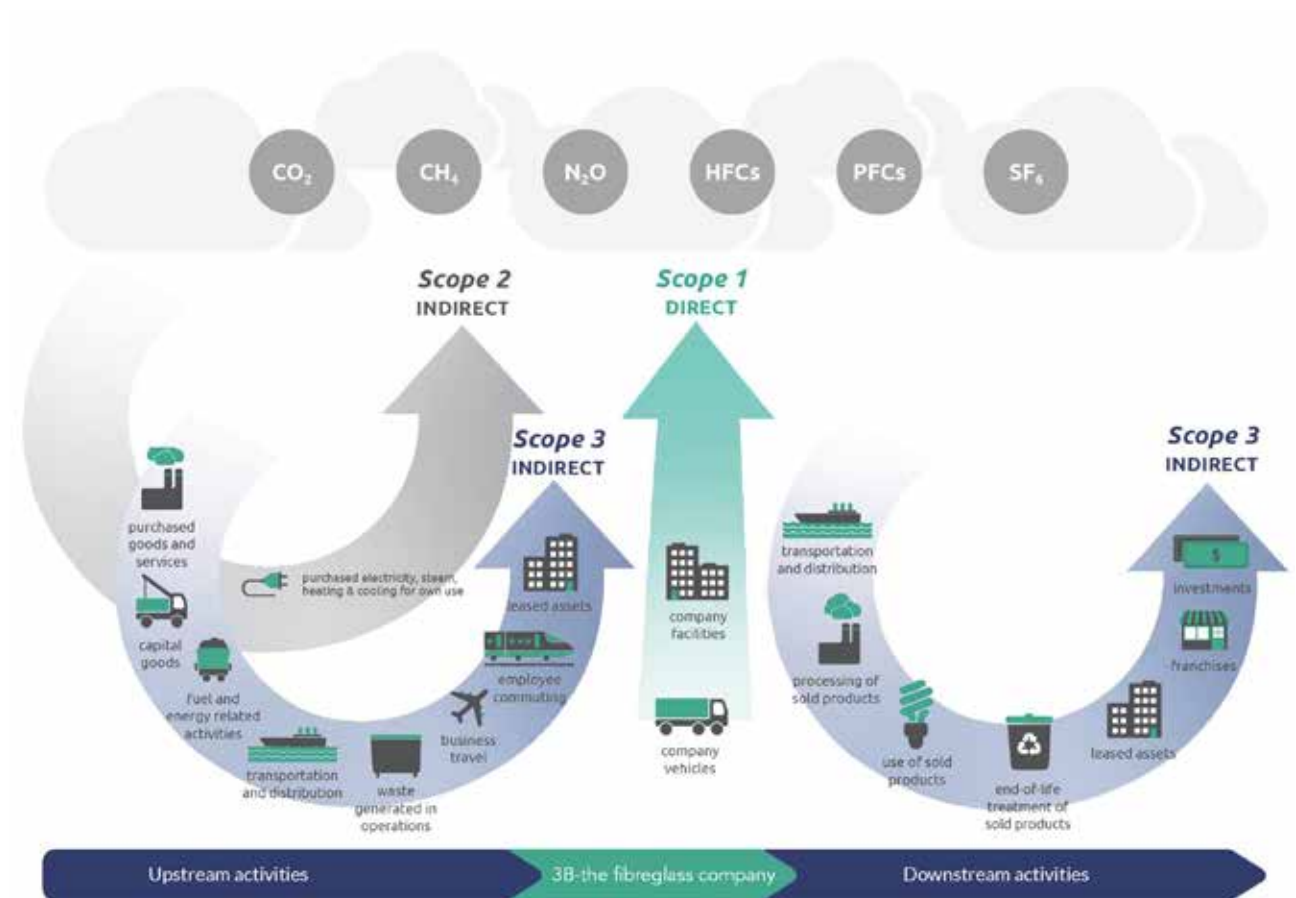 CO₂
CH₄
N₂O
HFCs
PFCs
SF₆
Scope 2
INDIRECT
Scope 1
DIRECT
Scope 3
INDIRECT
Scope 3
INDIRECT
purchased
goods and
services
capital
goods
fuel and
energy related
activities
transportation
and distribution
waste
generated in
operations
business
travel
employee
commuting
leased assets
purchased electricity, steam,
heating & cooling for own use
company
facilities
company
vehicles
transportation
and distribution
processing of
sold products
use of sold
products
end-of-life
treatment of
sold products
leased assets
franchises
investments
$
Upstream activities
3B-the fibreglass company
Downstream activities